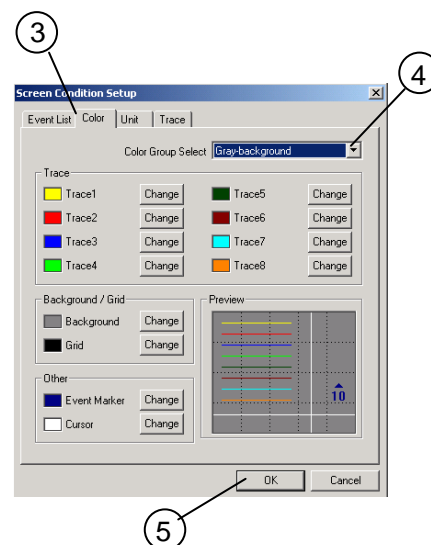 3
4
Screen Condition Setup
Event List Color Unit Trace
Color Group Select Gray-background
Trace
Trace1 Change Trace5 Change
Trace2 Change Trace6 Change
Trace3 Change Trace7 Change
Trace4 Change Trace8 Change
Background / Grid Preview
Background Change
Grid Change
Other
Event Marker Change 10
Cursor Change
OK Cancel
5